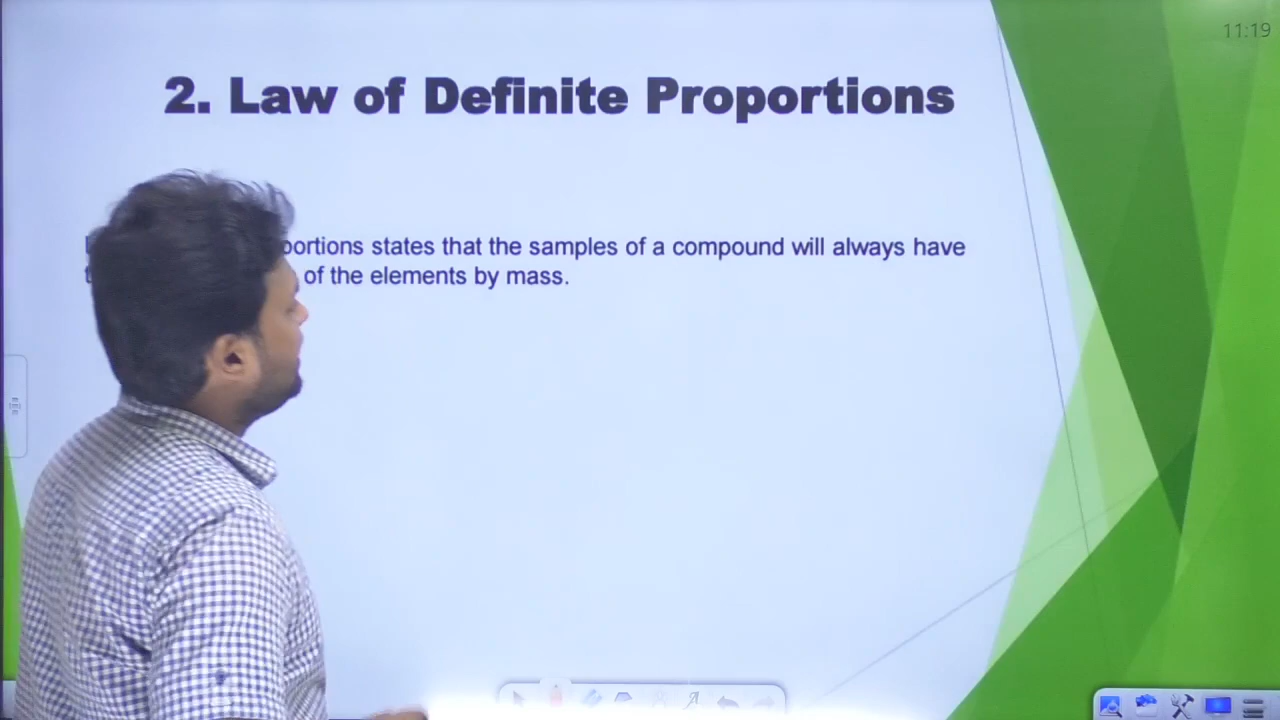 11:19
2. Law of Definite Proportions
portions states that the samples of a compound will always have
of the elements by mass.